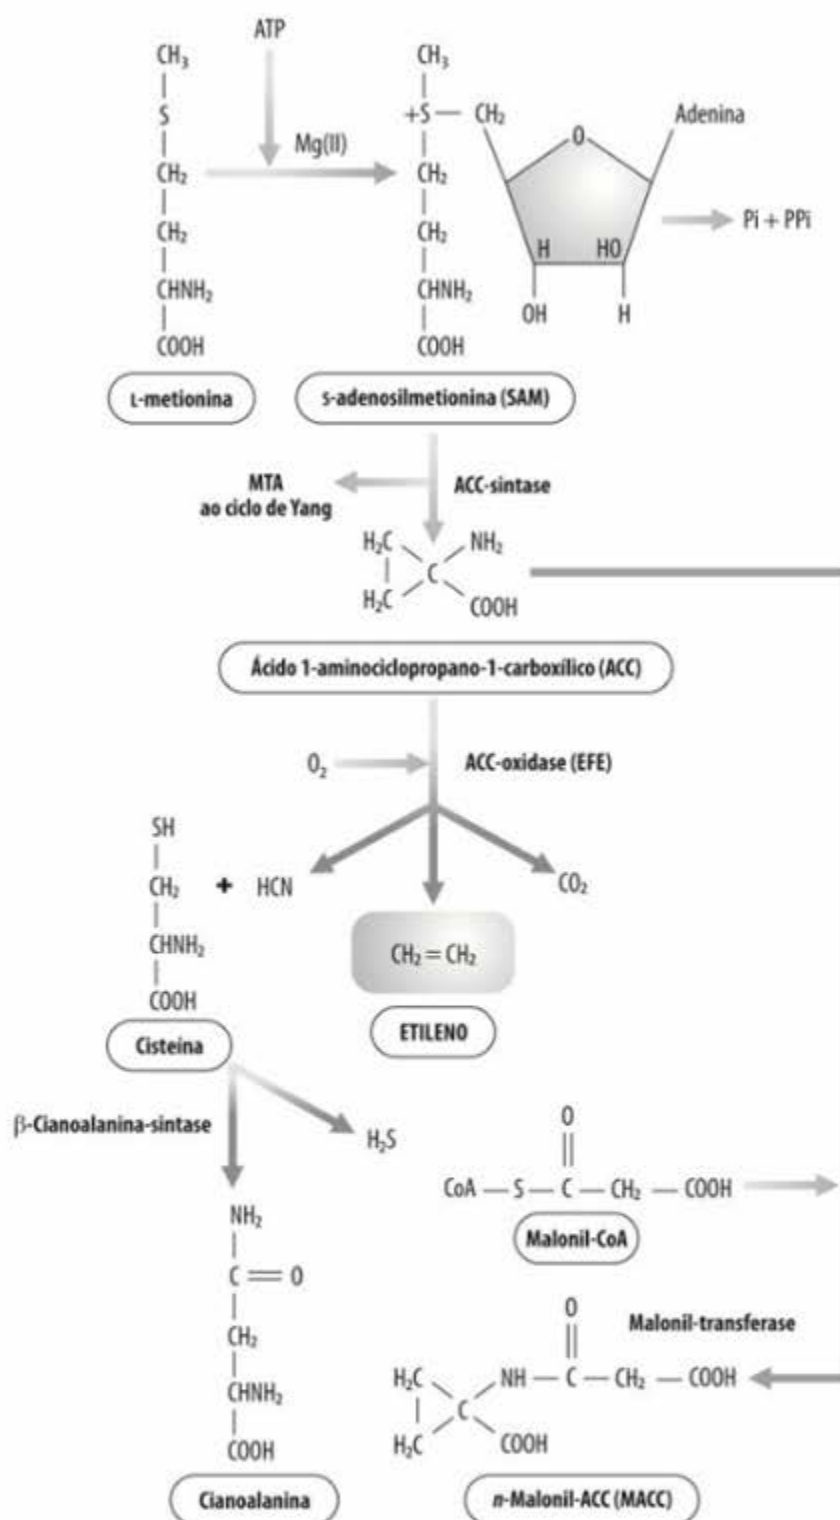 ATP
CH₃
S
CH₂
CH₂
CHNH₂
COOH
L-metionina
Mg(II)
CH₃
+S — CH₂
CH₂
CH₂
CHNH₂
COOH
O
Adenina
H HO
OH H
Pi + PPi
S-adenosilmetionina (SAM)
MTA
ao ciclo de Yang
ACC-sintase
H₂C NH₂
C
H₂C COOH
Ácido 1-aminociclopropano-1-carboxílico (ACC)
O₂
ACC-oxidase (EFE)
SH
CH₂ + HCN
CO₂
CHNH₂
COOH
CH₂ = CH₂
Cisteína
ETILENO
β-Cianoalanina-sintase
H₂S
O
CoA — S — C — CH₂ — COOH
Malonil-CoA
NH₂
C = O
CH₂
CHNH₂
COOH
Cianoalanina
O
Malonil-transferase
H₂C NH — C — CH₂ — COOH
C
H₂C COOH
n-Malonil-ACC (MACC)